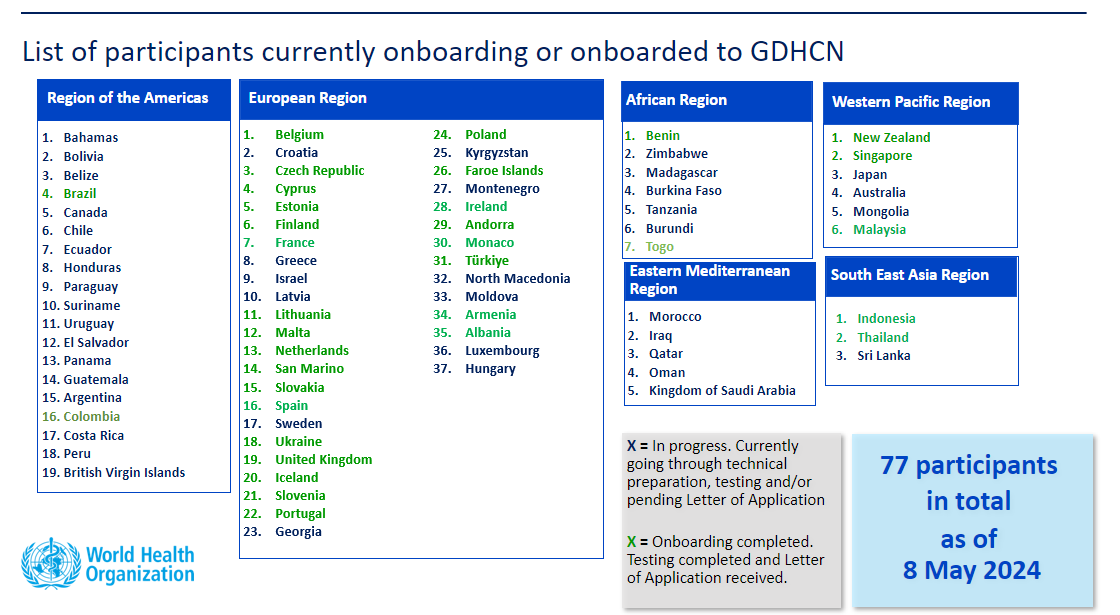 List of participants currently onboarding or onboarded to GDHCN
Region of the Americas
1. Bahamas
2. Bolivia
3. Belize
4. Brazil
5. Canada
6. Chile
7. Ecuador
8. Honduras
9. Paraguay
10. Suriname
11. Uruguay
12. El Salvador
13. Panama
14. Guatemala
15. Argentina
16. Colombia
17. Costa Rica
18. Peru
19. British Virgin Islands
European Region
1. Belgium
2. Croatia
3. Czech Republic
4. Cyprus
5. Estonia
6. Finland
7. France
8. Greece
9. Israel
10. Latvia
11. Lithuania
12. Malta
13. Netherlands
14. San Marino
15. Slovakia
16. Spain
17. Sweden
18. Ukraine
19. United Kingdom
20. Iceland
21. Slovenia
22. Portugal
23. Georgia
24. Poland
25. Kyrgyzstan
26. Faroe Islands
27. Montenegro
28. Ireland
29. Andorra
30. Monaco
31. Türkiye
32. North Macedonia
33. Moldova
34. Armenia
35. Albania
36. Luxembourg
37. Hungary
African Region
1. Benin
2. Zimbabwe
3. Madagascar
4. Burkina Faso
5. Tanzania
6. Burundi
7. Togo
Eastern Mediterranean
Region
1. Morocco
2. Iraq
3. Qatar
4. Oman
5. Kingdom of Saudi Arabia
Western Pacific Region
1. New Zealand
2. Singapore
3. Japan
4. Australia
5. Mongolia
6. Malaysia
South East Asia Region
1. Indonesia
2. Thailand
3. Sri Lanka
X = In progress. Currently
going through technical
preparation, testing and/or
pending Letter of Application
X = Onboarding completed.
Testing completed and Letter
of Application received.
77 participants
in total
as of
8 May 2024
World Health
Organization